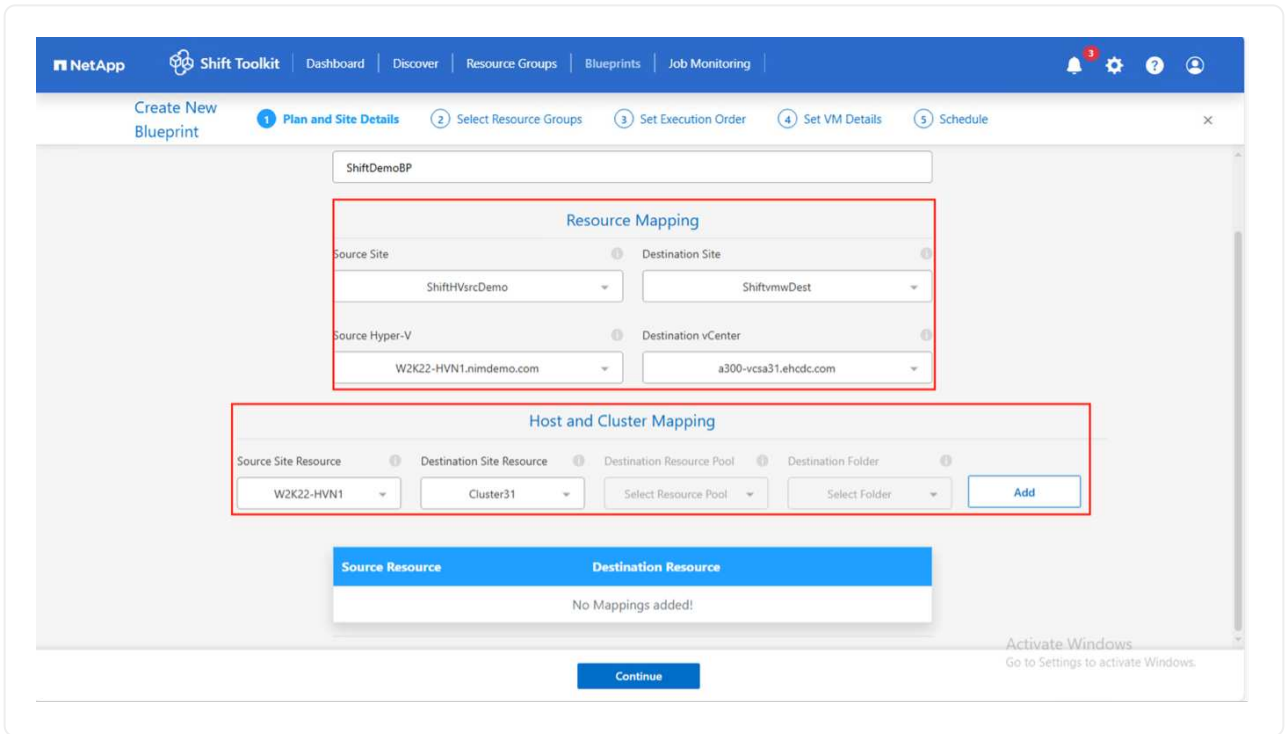 NetApp Shift Toolkit Dashboard Discover Resource Groups Blueprints Job Monitoring 3 ?
Create New
Blueprint
1 Plan and Site Details 2 Select Resource Groups 3 Set Execution Order 4 Set VM Details 5 Schedule ×
ShiftDemoBP
Resource Mapping
Source Site Destination Site
ShiftHVsrcDemo ShiftvmwDest
Source Hyper-V Destination vCenter
W2K22-HVN1.nimdemo.com a300-vcsa31.ehcdc.com
Host and Cluster Mapping
Source Site Resource Destination Site Resource Destination Resource Pool Destination Folder
W2K22-HVN1 Cluster31 Select Resource Pool Select Folder Add
Source Resource Destination Resource
No Mappings added!
Activate Windows
Go to Settings to activate Windows.
Continue